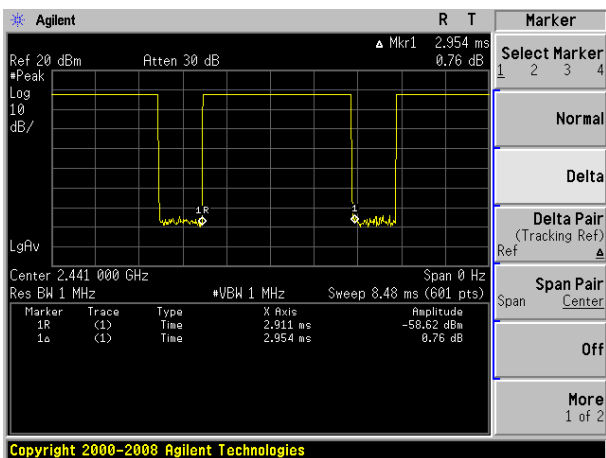 Agilent R T Marker
Δ Mkr1 2.954 ms
Ref 20 dBm Atten 30 dB 0.76 dB
#Peak
Log
10
dB/
1R
1
LgAv
Center 2.441 000 GHz Span 0 Hz
Res BW 1 MHz #VBW 1 MHz Sweep 8.48 ms (601 pts)
Marker Trace Type X Axis Amplitude
1R (1) Time 2.911 ms -58.62 dBm
1Δ (1) Time 2.954 ms 0.76 dB
Select Marker
1 2 3 4
Normal
Delta
Delta Pair
(Tracking Ref)
Ref Δ
Span Pair
Span Center
Off
More
1 of 2
Copyright 2000-2008 Agilent Technologies